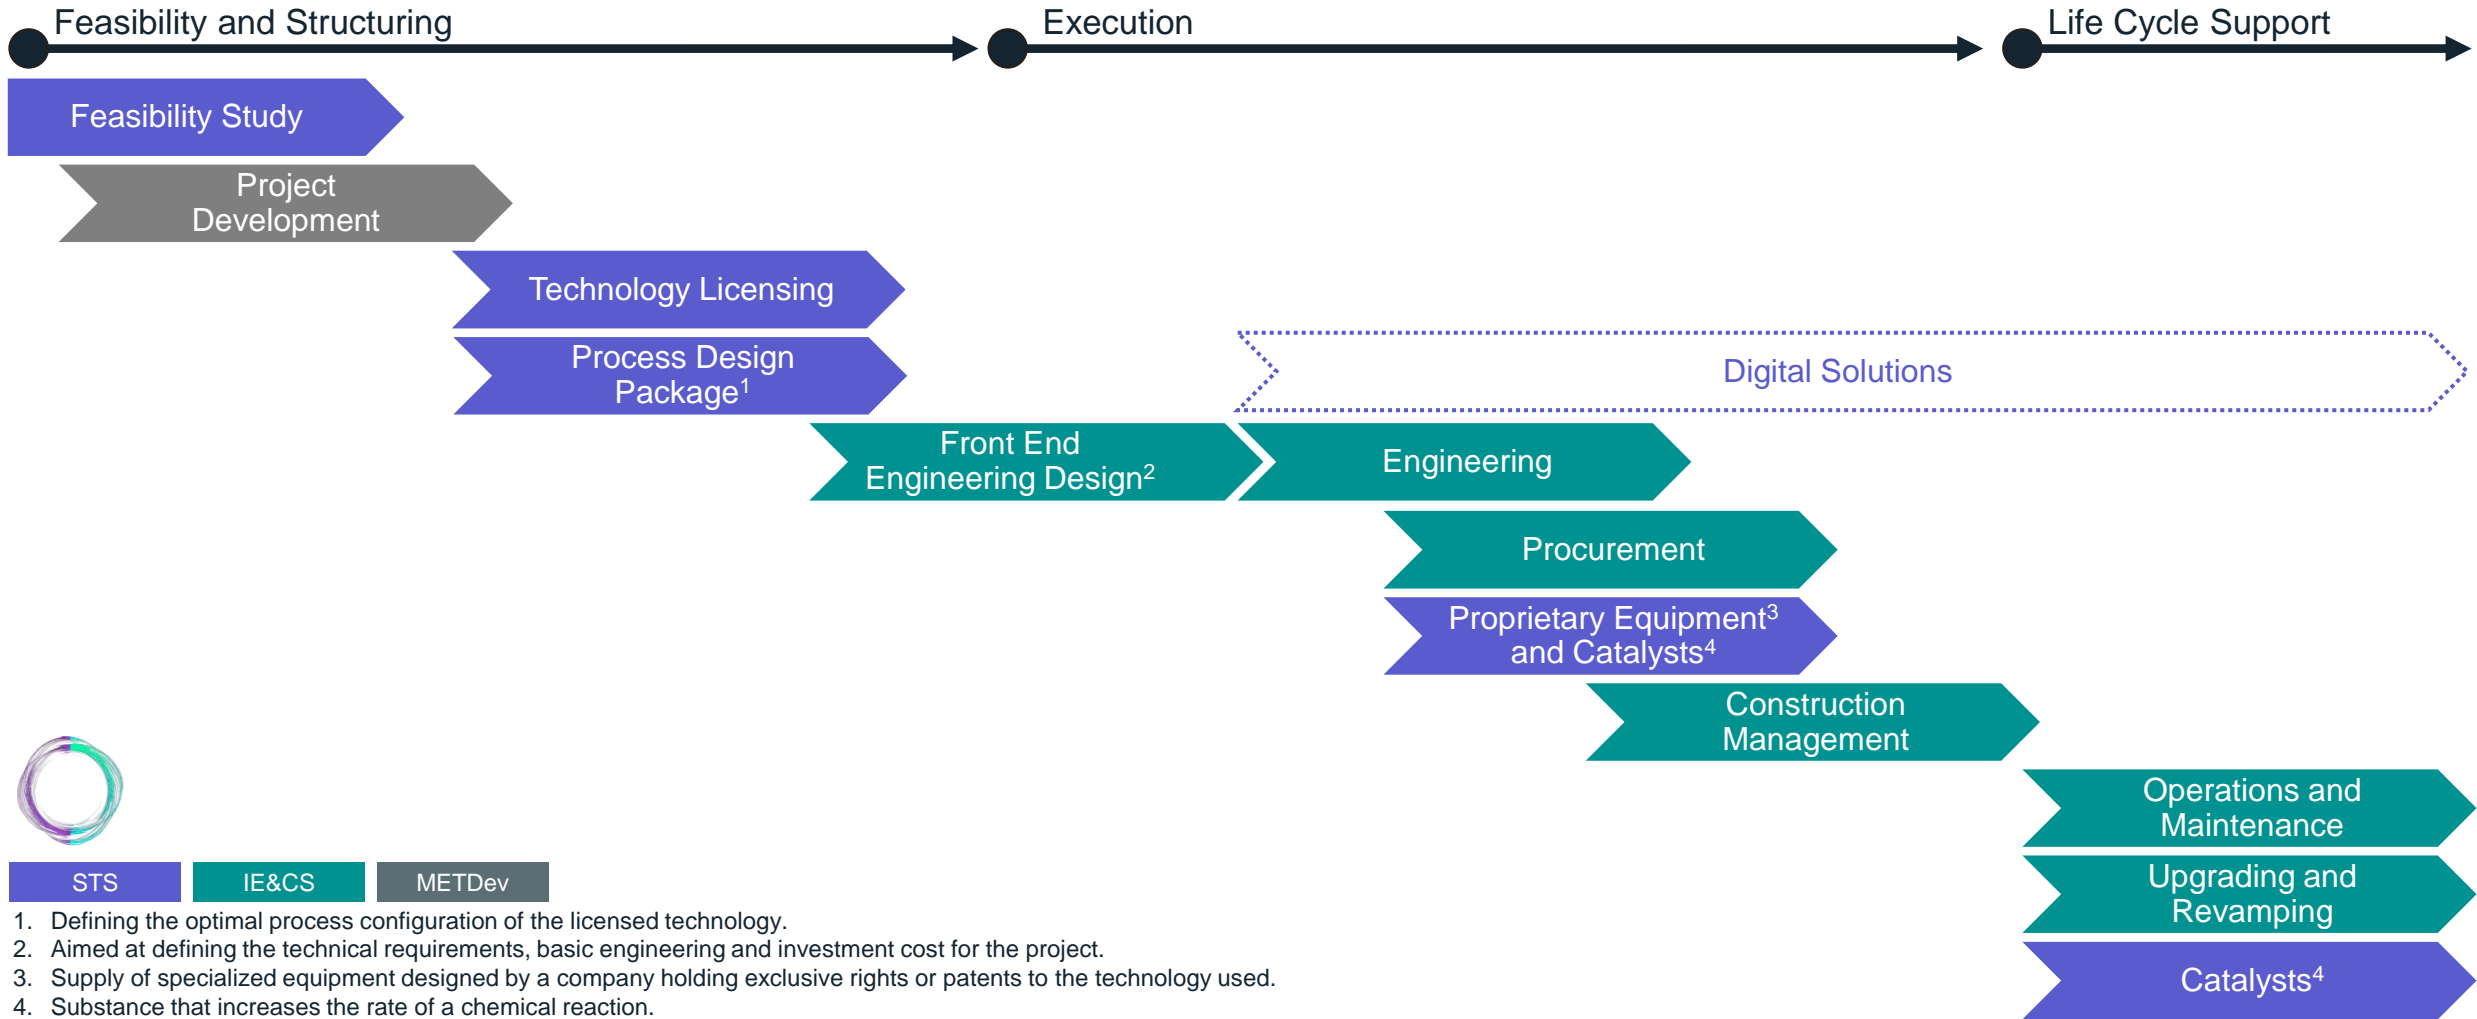 Feasibility and Structuring
Execution
Life Cycle Support
Feasibility Study
Project
Development
Technology Licensing
Process Design
Package1
Digital Solutions
Front End
Engineering Design2
Engineering
Procurement
Proprietary Equipment3
and Catalysts4
Construction
Management
Operations and
Maintenance
Upgrading and
Revamping
Catalysts4
STS
IE&CS
METDev
1. Defining the optimal process configuration of the licensed technology.
2. Aimed at defining the technical requirements, basic engineering and investment cost for the project.
3. Supply of specialized equipment designed by a company holding exclusive rights or patents to the technology used.
4. Substance that increases the rate of a chemical reaction.